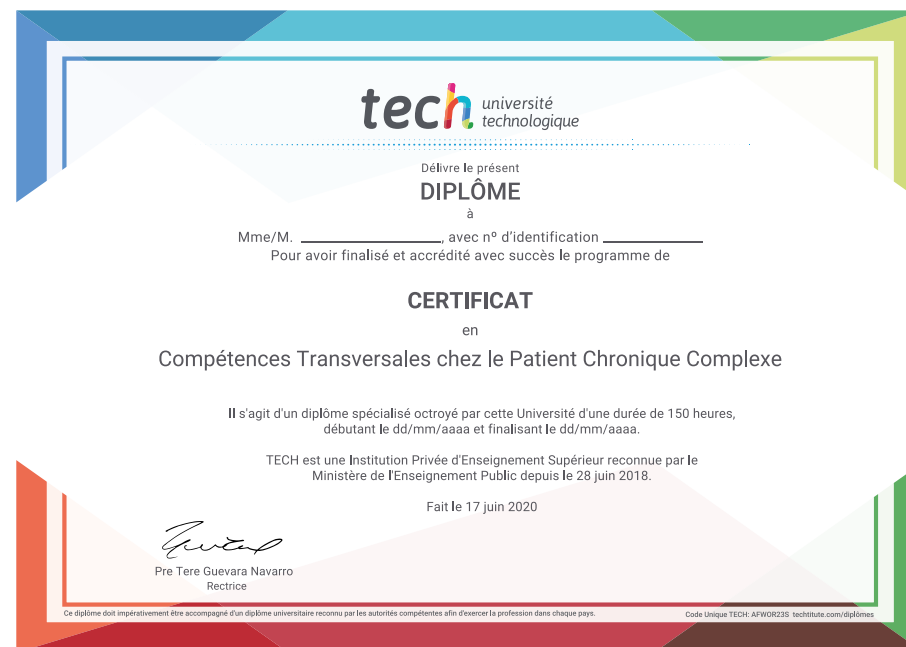 tech université
technologique
Délivre le présent
DIPLÔME
à
Mme/M. ____________________, avec nº d'identification ______________
Pour avoir finalisé et accrédité avec succès le programme de
CERTIFICAT
en
Compétences Transversales chez le Patient Chronique Complexe
Il s'agit d'un diplôme spécialisé octroyé par cette Université d'une durée de 150 heures,
débutant le dd/mm/aaaa et finalisant le dd/mm/aaaa.
TECH est une Institution Privée d'Enseignement Supérieur reconnue par le
Ministère de l'Enseignement Public depuis le 28 juin 2018.
Fait le 17 juin 2020
Pre Tere Guevara Navarro
Rectrice
Ce diplôme doit impérativement être accompagné d'un diplôme universitaire reconnu par les autorités compétentes afin d'exercer la profession dans chaque pays.
Code Unique TECH: AFWOR23S techtitute.com/diplômes